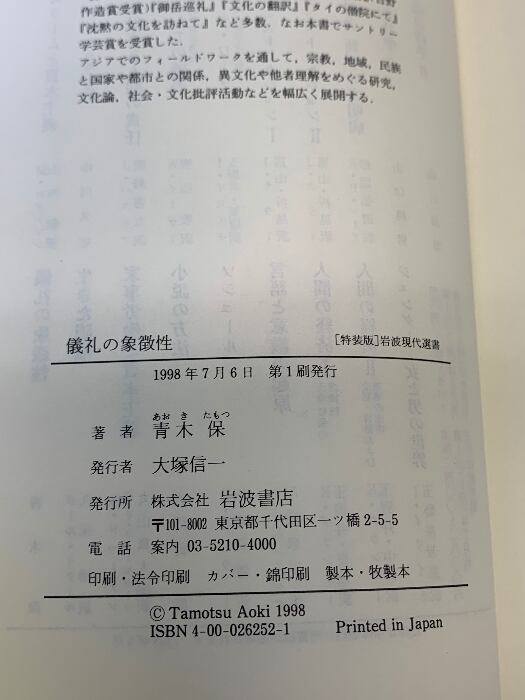 作造賞受賞)『御岳巡礼』『文化の翻訳』『タイの僧院にて』
『沈黙の文化を訪ねて』など多数．なお本書でサントリー
学芸賞を受賞した．
アジアでのフィールドワークを通して，宗教，地域，民族
と国家や都市との関係，異文化や他者理解をめぐる研究，
文化論，社会・文化批評活動などを幅広く展開する．
儀礼の象徴性 [特装版]岩波現代選書
1998年7月6日 第1刷発行
あおき たもつ
著者 青木保
発行者 大塚信一
発行所 株式会社 岩波書店
〒101-8002 東京都千代田区一ツ橋2-5-5
電話 案内 03-5210-4000
印刷・法令印刷 カバー・錦印刷 製本・牧製本
© Tamotsu Aoki 1998
ISBN 4-00-026252-1 Printed in Japan